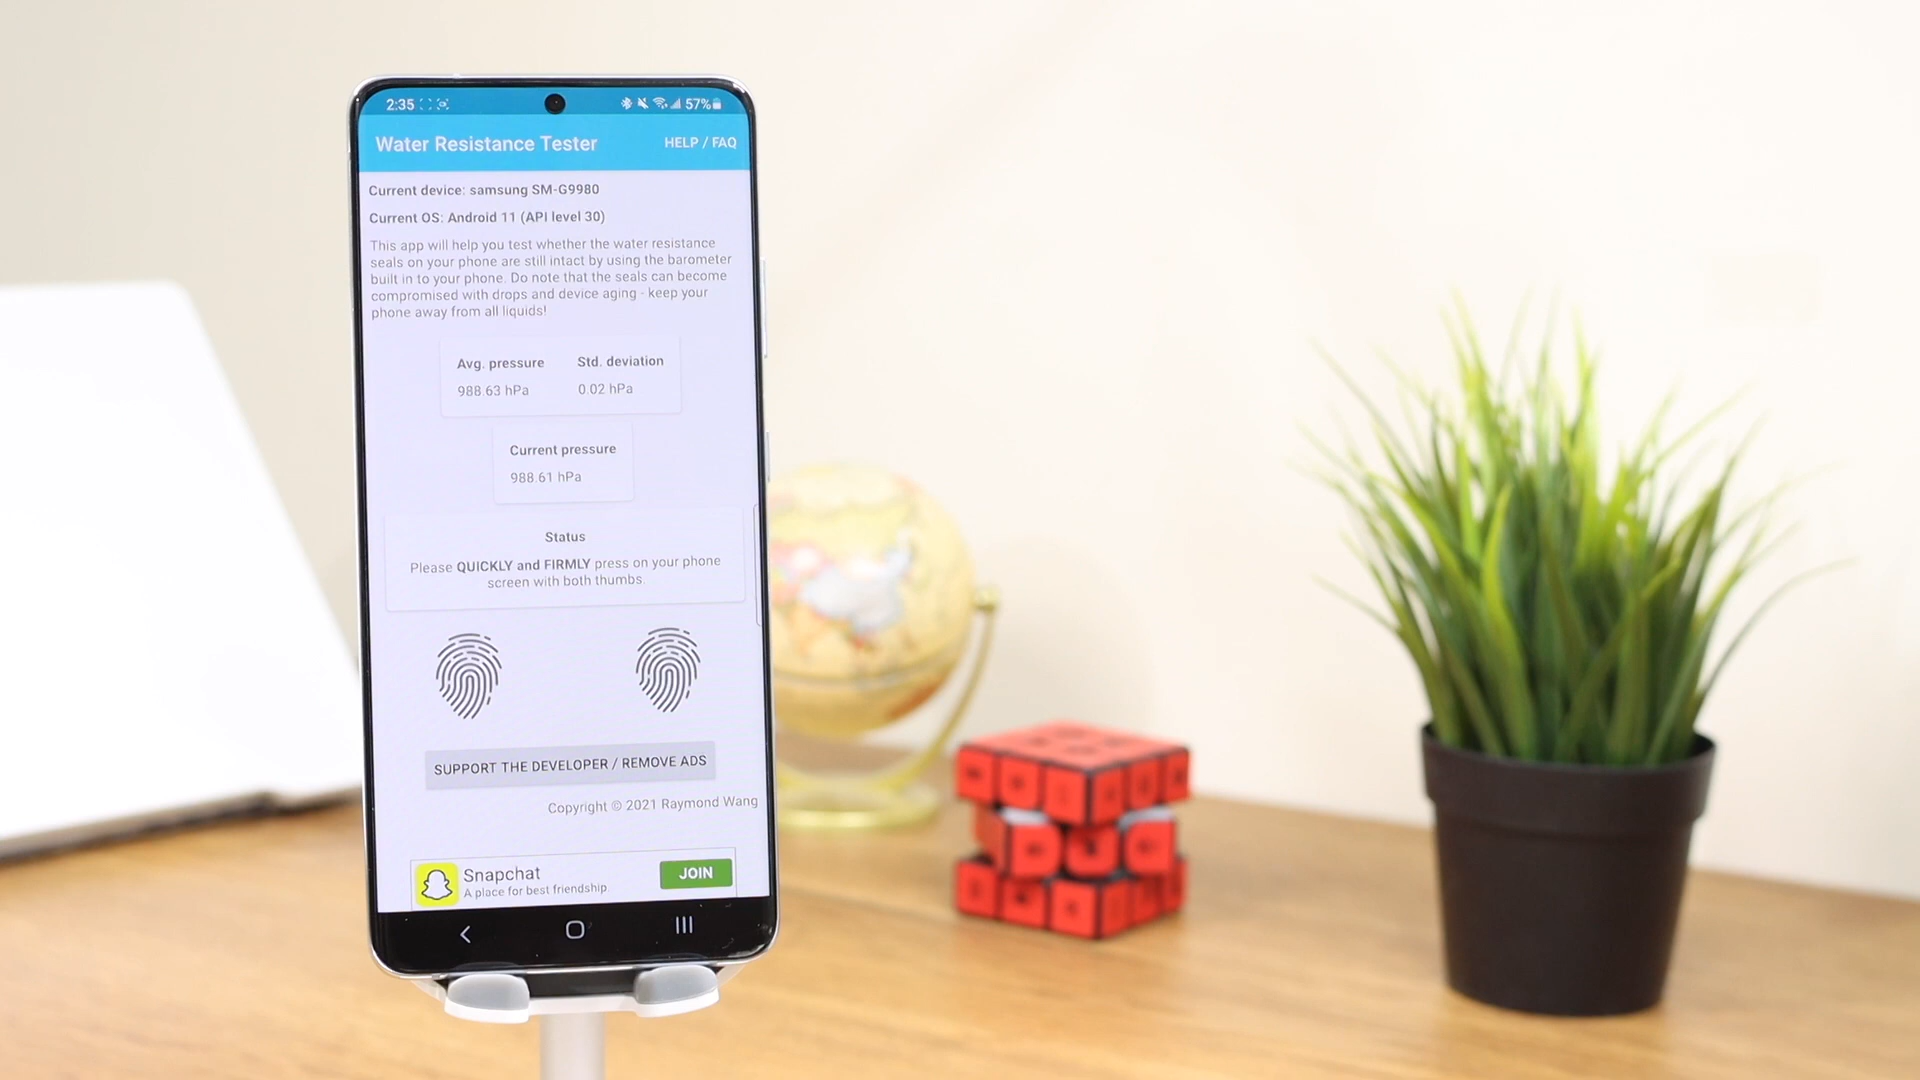 2:35
57%
Water Resistance Tester
HELP / FAQ
Current device: samsung SM-G9980
Current OS: Android 11 (API level 30)
This app will help you test whether the water resistance
seals on your phone are still intact by using the barometer
built in to your phone. Do note that the seals can become
compromised with drops and device aging - keep your
phone away from all liquids!
Avg. pressure
Std. deviation
988.63 hPa
0.02 hPa
Current pressure
988.61 hPa
Status
Please QUICKLY and FIRMLY press on your phone
screen with both thumbs.
SUPPORT THE DEVELOPER / REMOVE ADS
Copyright © 2021 Raymond Wang
Snapchat
A place for best friendship.
JOIN